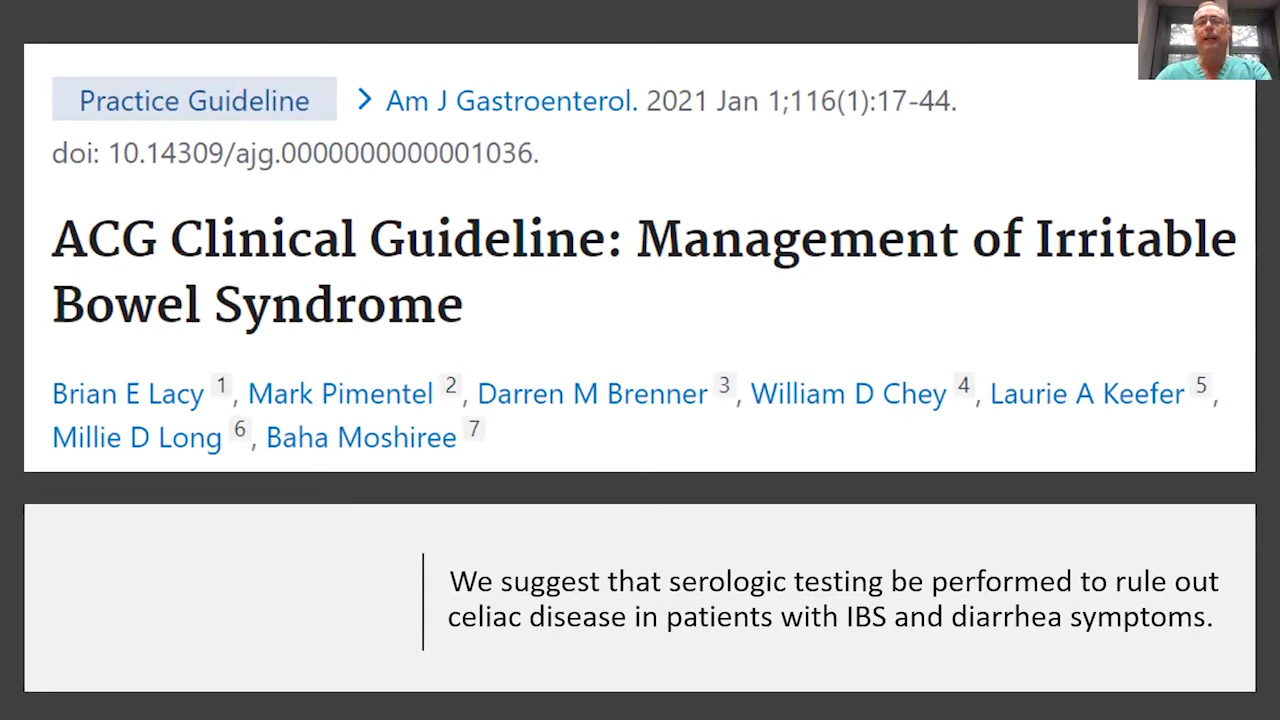 Practice Guideline > Am J Gastroenterol. 2021 Jan 1;116(1):17-44.
doi: 10.14309/ajg.0000000000001036.
ACG Clinical Guideline: Management of Irritable
Bowel Syndrome
Brian E Lacy 1, Mark Pimentel 2, Darren M Brenner 3, William D Chey 4, Laurie A Keefer 5,
Millie D Long 6, Baha Moshiree 7
We suggest that serologic testing be performed to rule out
celiac disease in patients with IBS and diarrhea symptoms.